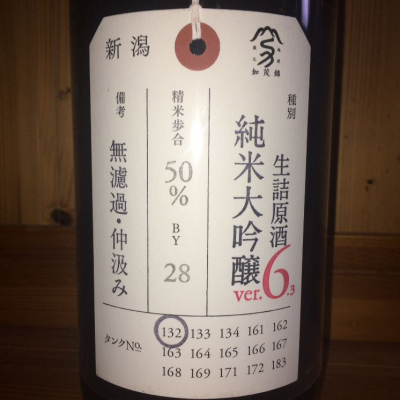 加茂錦
種別
生詰原酒
純米大吟醸
ver.6.3
精米歩合
50%
BY
28
新潟
備考
無濾過・仲汲み
タンクNo.
132 133 134 161 162
163 164 165 166 167
168 169 171 172 183